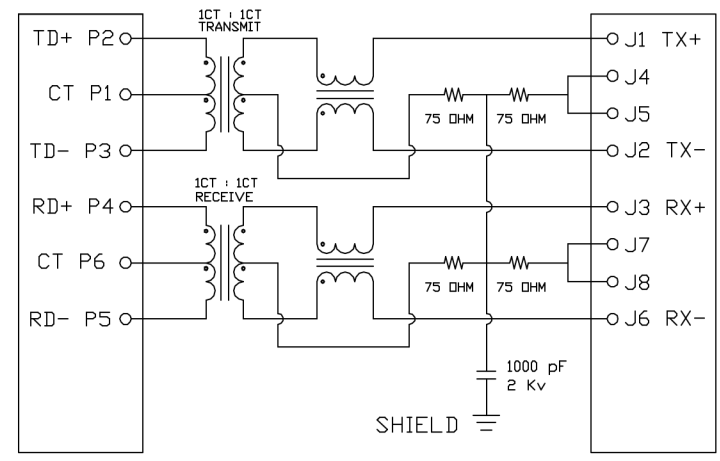 1CT : 1CT
TRANSMIT
TD+ P2
J1 TX+
J4
CT P1
75 OHM
75 OHM
J5
TD- P3
J2 TX-
1CT : 1CT
RECEIVE
RD+ P4
J3 RX+
J7
CT P6
75 OHM
75 OHM
J8
RD- P5
J6 RX-
1000 pF
2 Kv
SHIELD